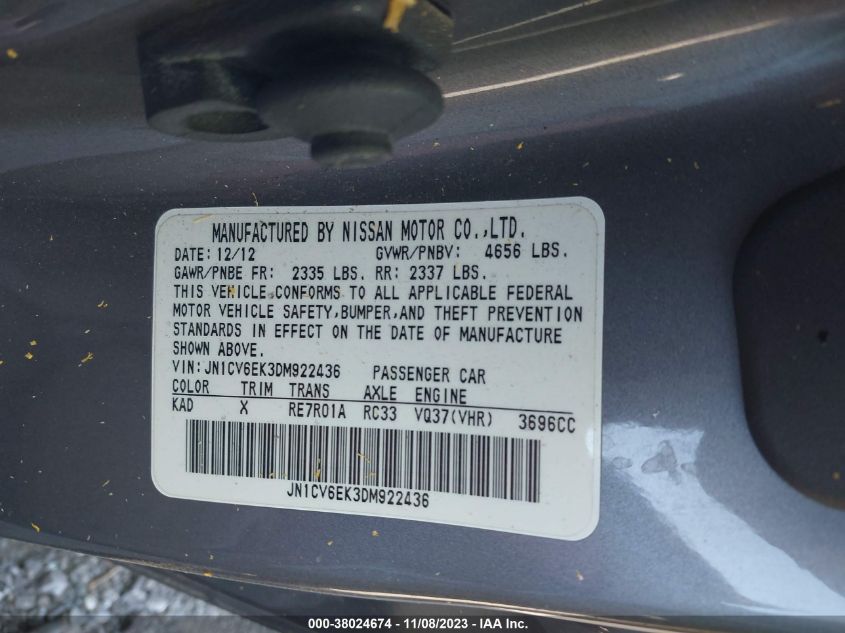 MANUFACTURED BY NISSAN MOTOR CO.,LTD.
DATE: 12/12 GVWR/PNBV: 4656 LBS.
GAWR/PNBE FR: 2335 LBS. RR: 2337 LBS.
THIS VEHICLE CONFORMS TO ALL APPLICABLE FEDERAL
MOTOR VEHICLE SAFETY,BUMPER,AND THEFT PREVENTION
STANDARDS IN EFFECT ON THE DATE OF MANUFACTURE
SHOWN ABOVE.
VIN:JN1CV6EK3DM922436 PASSENGER CAR
COLOR TRIM TRANS AXLE ENGINE
KAD X RE7R01A RC33 VQ37(VHR) 3696CC
JN1CV6EK3DM922436
000-38024674 - 11/08/2023 - IAA Inc.